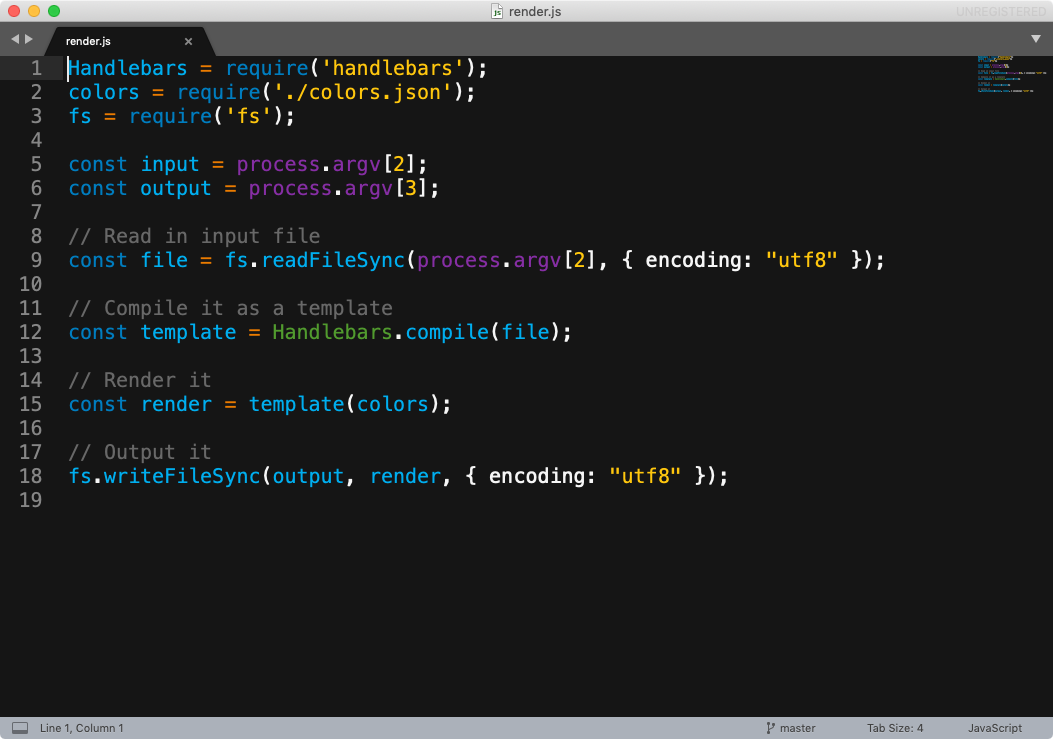 render.js
UNREGISTERED
render.js
1 Handlebars = require('handlebars');
2 colors = require('./colors.json');
3 fs = require('fs');
4
5 const input = process.argv[2];
6 const output = process.argv[3];
7
8 // Read in input file
9 const file = fs.readFileSync(process.argv[2], { encoding: "utf8" });
10
11 // Compile it as a template
12 const template = Handlebars.compile(file);
13
14 // Render it
15 const render = template(colors);
16
17 // Output it
18 fs.writeFileSync(output, render, { encoding: "utf8" });
19
Line 1, Column 1
master
Tab Size: 4
JavaScript